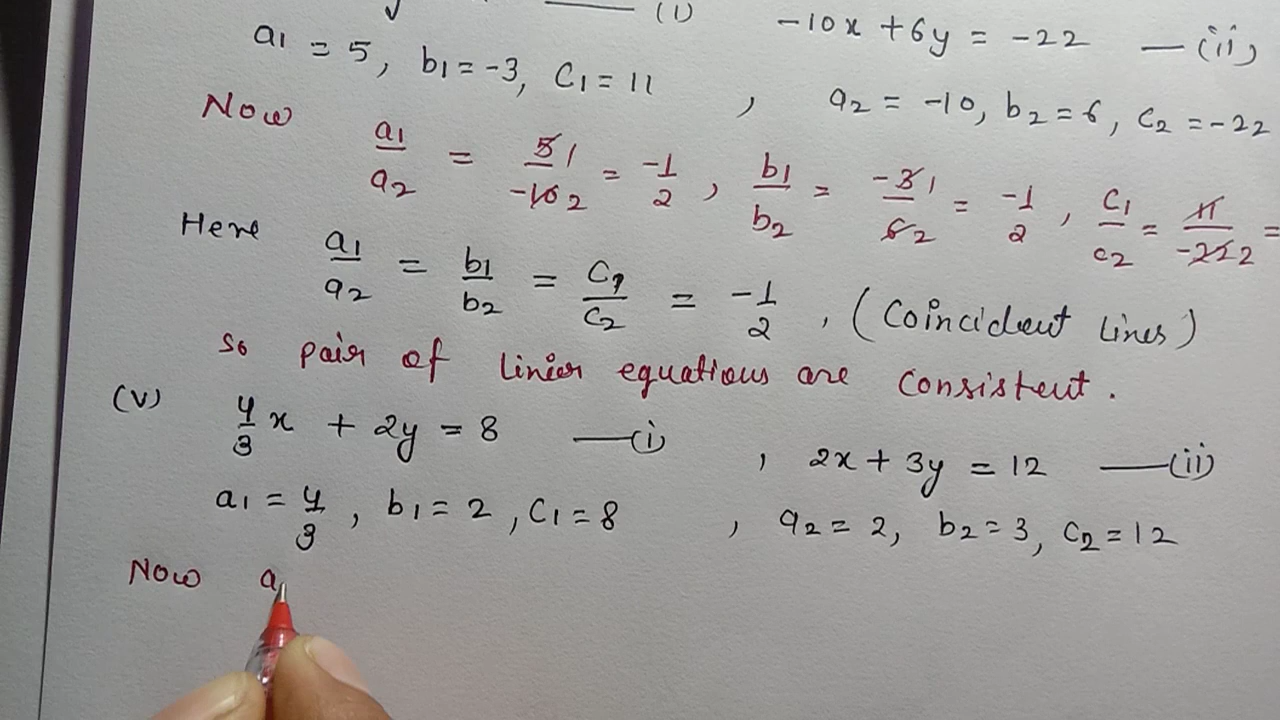 —— (i)
-10x + 6y = -22 — (ii)
a1 = 5, b1 = -3, C1 = 11 , a2 = -10, b2 = 6, C2 = -22
Now a1/a2 = 5 1/-10 2 = -1/2 , b1/b2 = -3 1/6 2 = -1/2 , C1/C2 = 11/-22 2 =
Here a1/a2 = b1/b2 = C1/C2 = -1/2 , (Coincident lines)
So pair of linier equations are consistent .
(V) 4/3 x + 2y = 8 —(i) , 2x + 3y = 12 —(ii)
a1 = 4/3 , b1 = 2 , C1 = 8 , a2 = 2, b2 = 3, C2 = 12
Now a